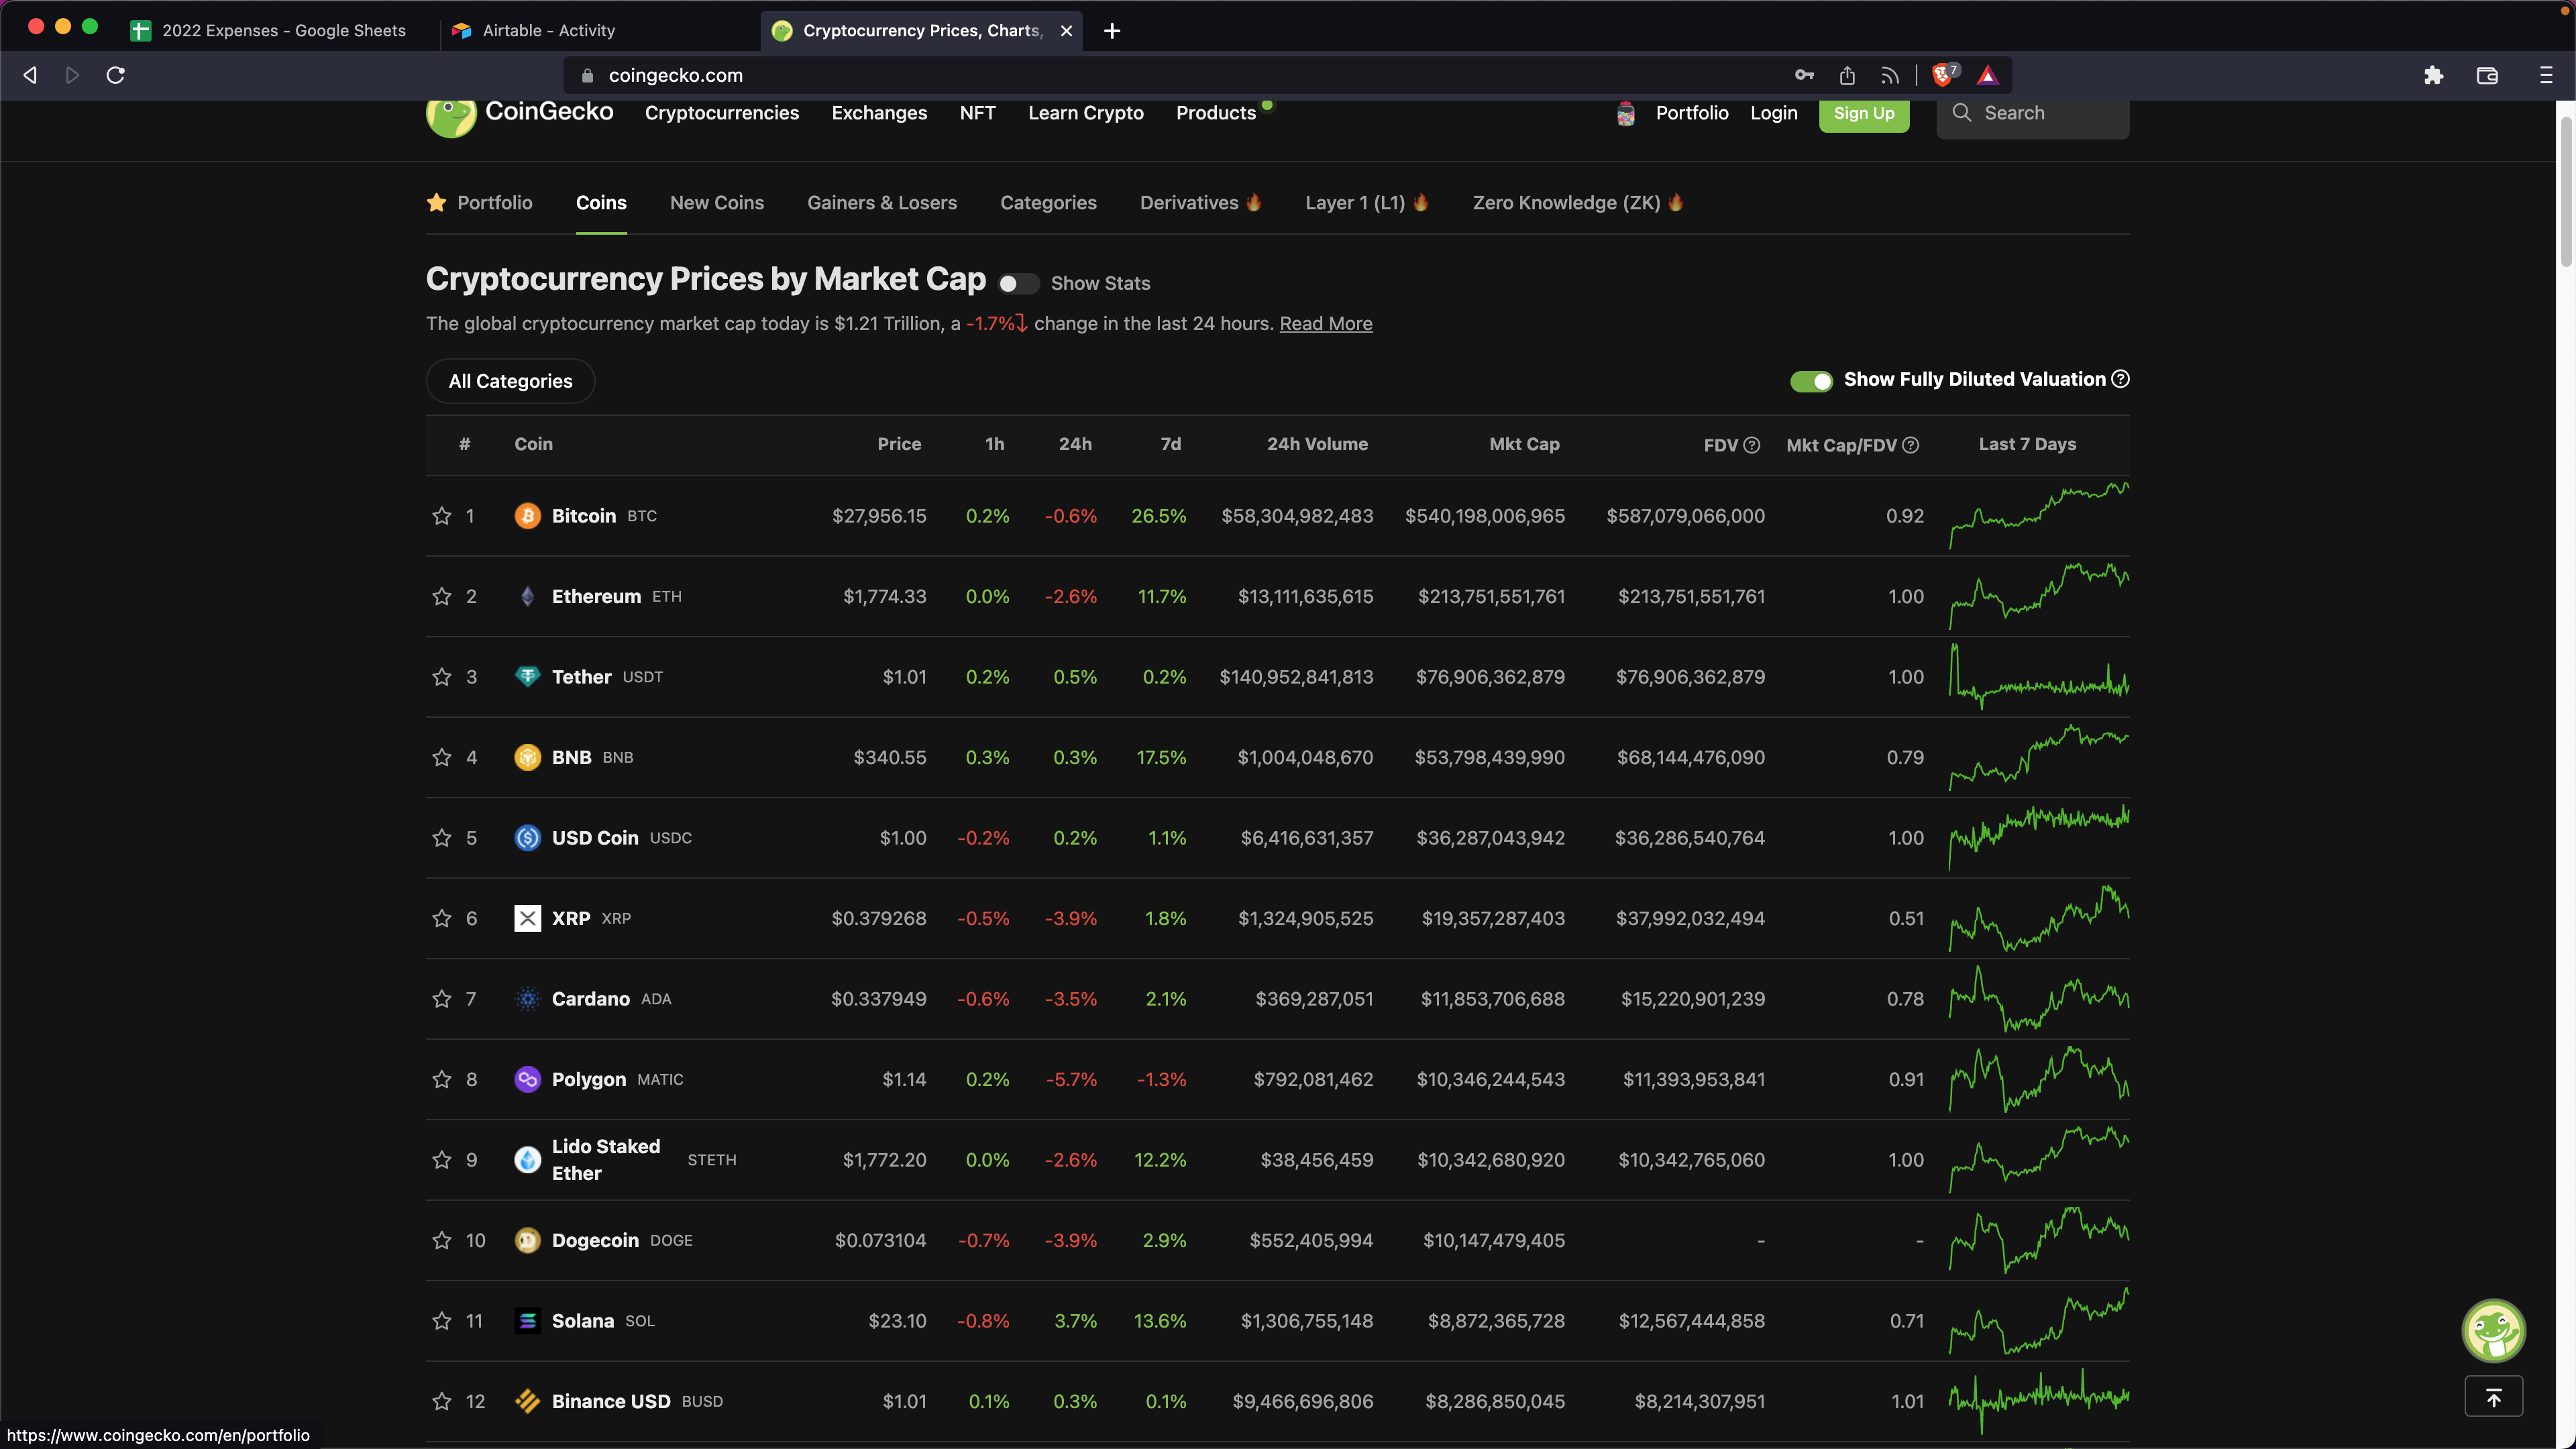 2022 Expenses - Google Sheets
Airtable - Activity
Cryptocurrency Prices, Charts,
coingecko.com
7
CoinGecko Cryptocurrencies Exchanges NFT Learn Crypto Products Portfolio Login Sign Up Search
Portfolio Coins New Coins Gainers & Losers Categories Derivatives Layer 1 (L1) Zero Knowledge (ZK)
Cryptocurrency Prices by Market Cap Show Stats
The global cryptocurrency market cap today is $1.21 Trillion, a -1.7% change in the last 24 hours. Read More
All Categories Show Fully Diluted Valuation ?
# Coin Price 1h 24h 7d 24h Volume Mkt Cap FDV ? Mkt Cap/FDV ? Last 7 Days
1 Bitcoin BTC $27,956.15 0.2% -0.6% 26.5% $58,304,982,483 $540,198,006,965 $587,079,066,000 0.92
2 Ethereum ETH $1,774.33 0.0% -2.6% 11.7% $13,111,635,615 $213,751,551,761 $213,751,551,761 1.00
3 Tether USDT $1.01 0.2% 0.5% 0.2% $140,952,841,813 $76,906,362,879 $76,906,362,879 1.00
4 BNB BNB $340.55 0.3% 0.3% 17.5% $1,004,048,670 $53,798,439,990 $68,144,476,090 0.79
5 USD Coin USDC $1.00 -0.2% 0.2% 1.1% $6,416,631,357 $36,287,043,942 $36,286,540,764 1.00
6 XRP XRP $0.379268 -0.5% -3.9% 1.8% $1,324,905,525 $19,357,287,403 $37,992,032,494 0.51
7 Cardano ADA $0.337949 -0.6% -3.5% 2.1% $369,287,051 $11,853,706,688 $15,220,901,239 0.78
8 Polygon MATIC $1.14 0.2% -5.7% -1.3% $792,081,462 $10,346,244,543 $11,393,953,841 0.91
9 Lido Staked Ether STETH $1,772.20 0.0% -2.6% 12.2% $38,456,459 $10,342,680,920 $10,342,765,060 1.00
10 Dogecoin DOGE $0.073104 -0.7% -3.9% 2.9% $552,405,994 $10,147,479,405 - -
11 Solana SOL $23.10 -0.8% 3.7% 13.6% $1,306,755,148 $8,872,365,728 $12,567,444,858 0.71
12 Binance USD BUSD $1.01 0.1% 0.3% 0.1% $9,466,696,806 $8,286,850,045 $8,214,307,951 1.01
https://www.coingecko.com/en/portfolio